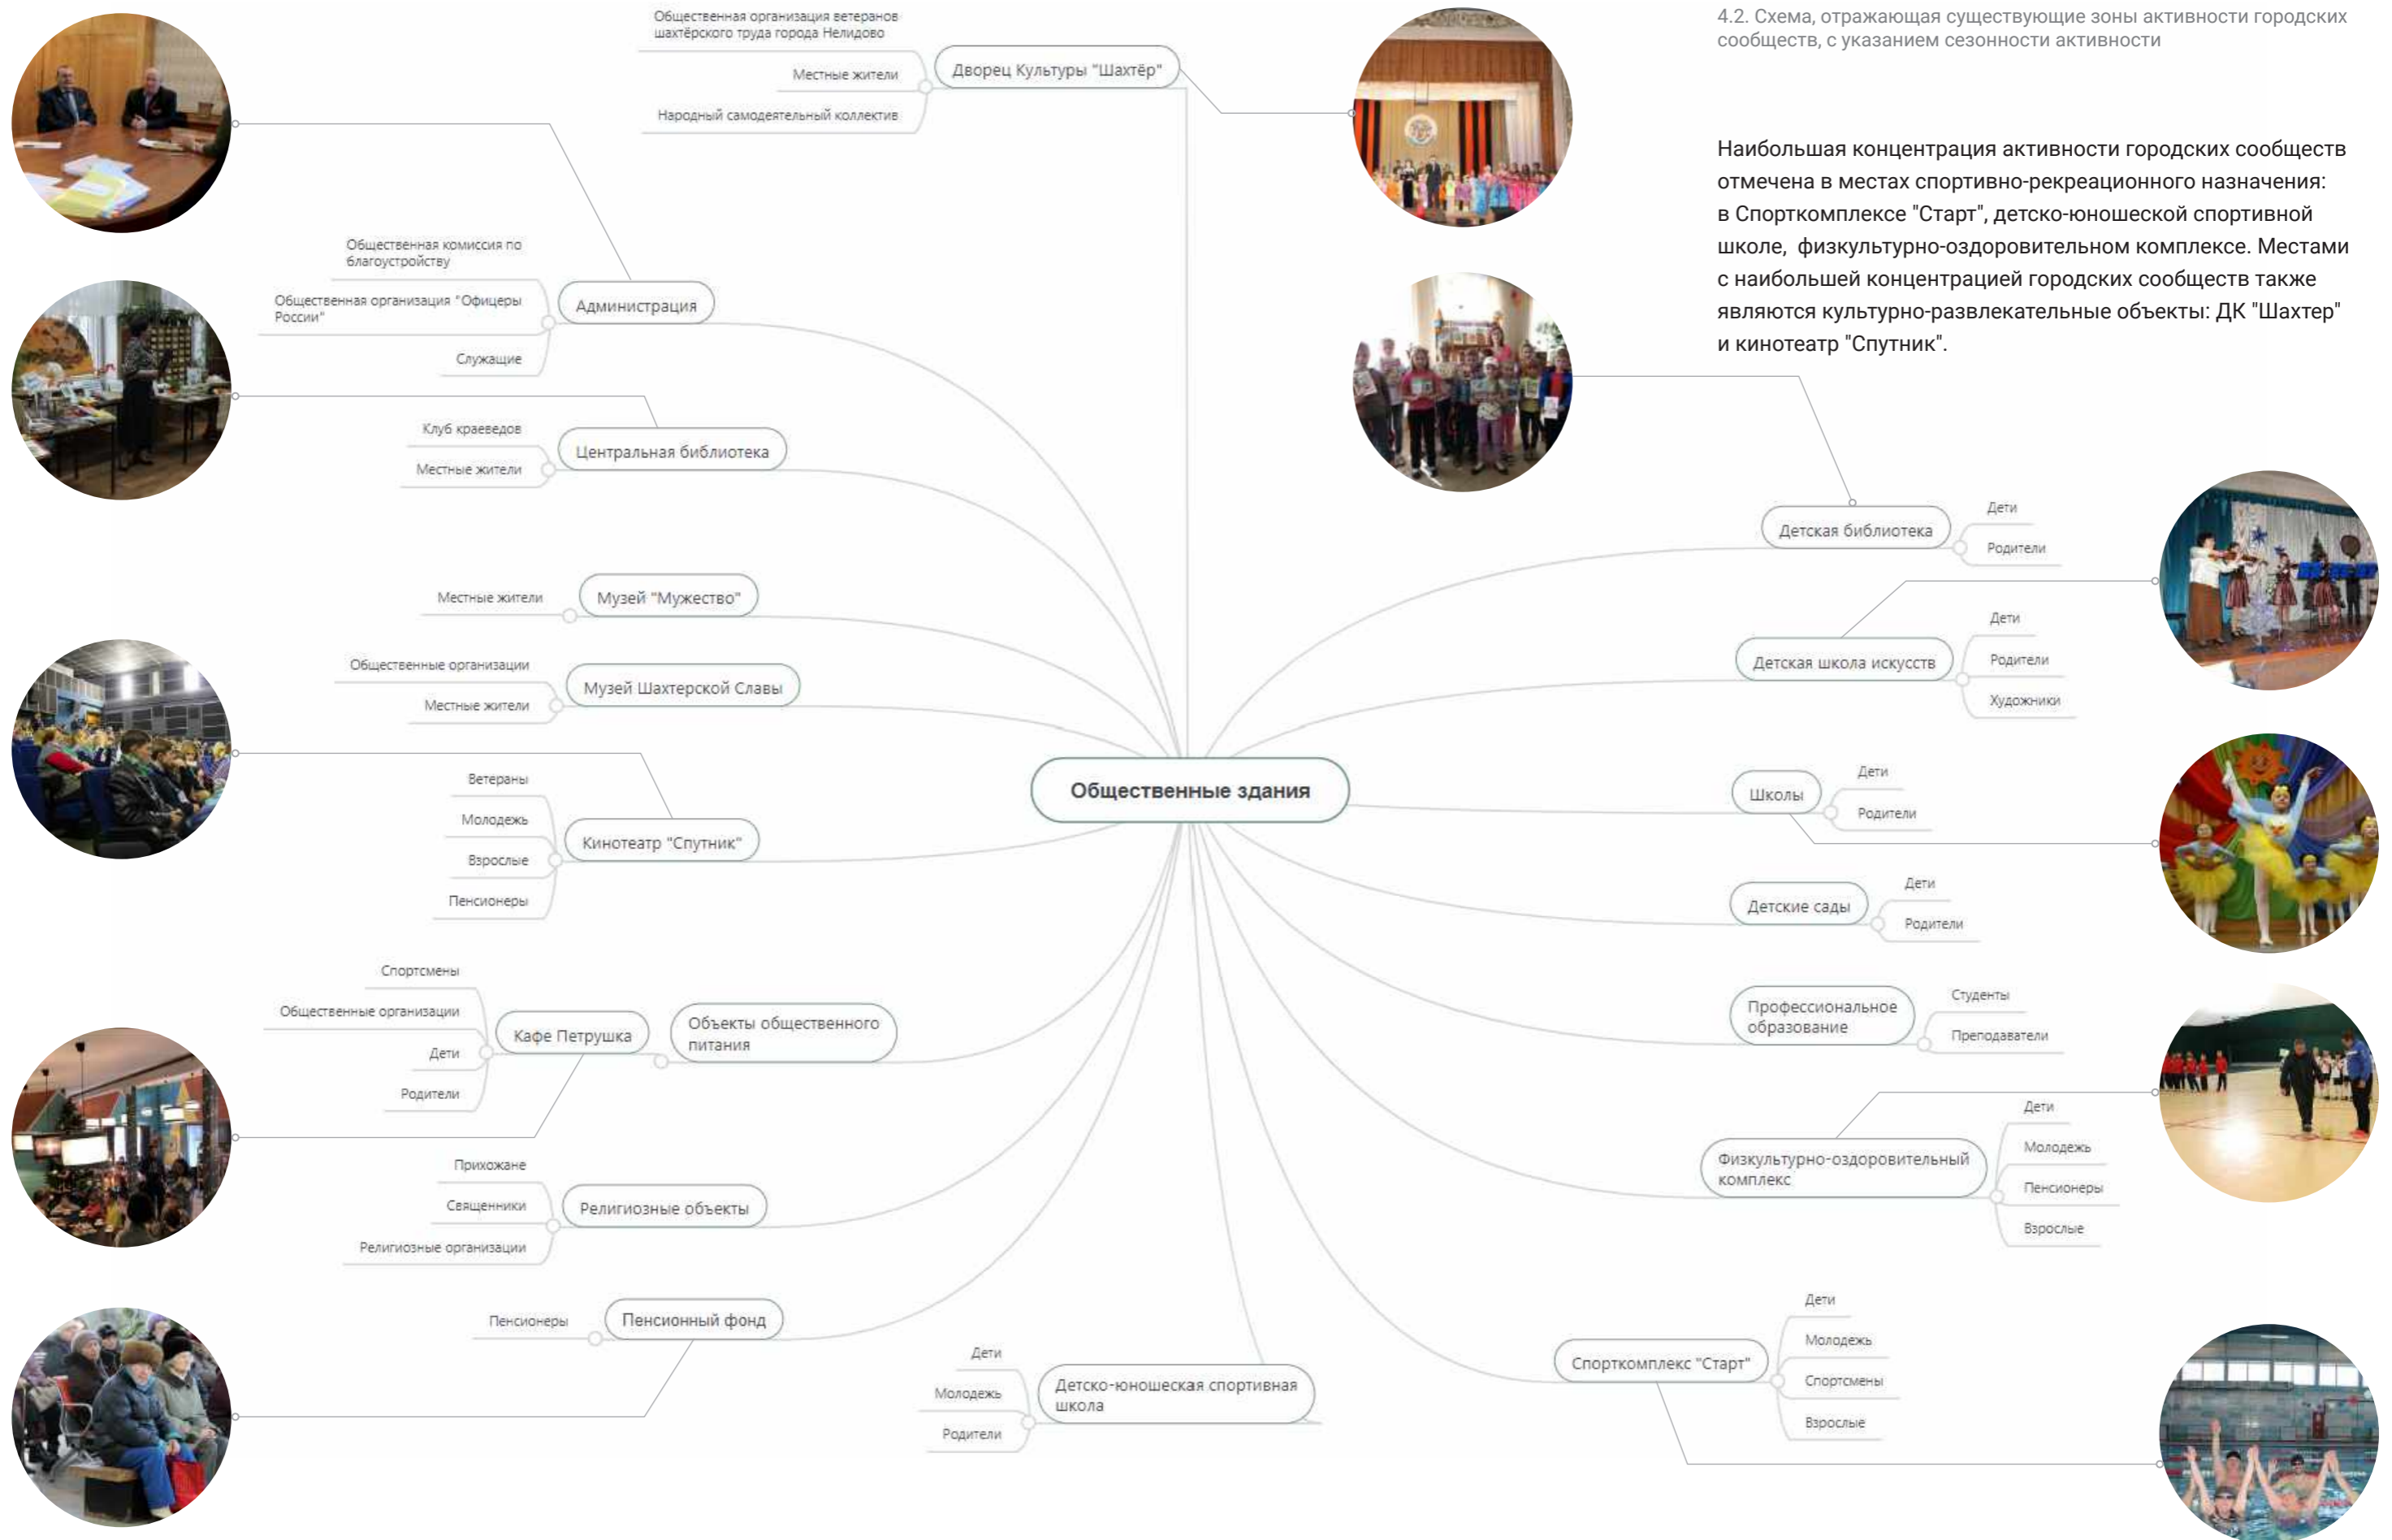 4.2. Схема, отражающая существующие зоны активности городских
сообществ, с указанием сезонности активности
Наибольшая концентрация активности городских сообществ
отмечена в местах спортивно-рекреационного назначения:
в Спорткомплексе "Старт", детско-юношеской спортивной
школе, физкультурно-оздоровительном комплексе. Местами
с наибольшей концентрацией городских сообществ также
являются культурно-развлекательные объекты: ДК "Шахтер"
и кинотеатр "Спутник".
Общественные здания
Дворец Культуры "Шахтёр"
Общественная организация ветеранов
шахтёрского труда города Нелидово
Местные жители
Народный самодеятельный коллектив
Администрация
Общественная комиссия по
благоустройству
Общественная организация "Офицеры
России"
Служащие
Центральная библиотека
Клуб краеведов
Местные жители
Музей "Мужество"
Местные жители
Музей Шахтерской Славы
Общественные организации
Местные жители
Кинотеатр "Спутник"
Ветераны
Молодежь
Взрослые
Пенсионеры
Объекты общественного
питания
Кафе Петрушка
Спортсмены
Общественные организации
Дети
Родители
Религиозные объекты
Прихожане
Священники
Религиозные организации
Пенсионный фонд
Пенсионеры
Детско-юношеская спортивная
школа
Дети
Молодежь
Родители
Детская библиотека
Дети
Родители
Детская школа искусств
Дети
Родители
Художники
Школы
Дети
Родители
Детские сады
Дети
Родители
Профессиональное
образование
Студенты
Преподаватели
Физкультурно-оздоровительный
комплекс
Дети
Молодежь
Пенсионеры
Взрослые
Спорткомплекс "Старт"
Дети
Молодежь
Спортсмены
Взрослые